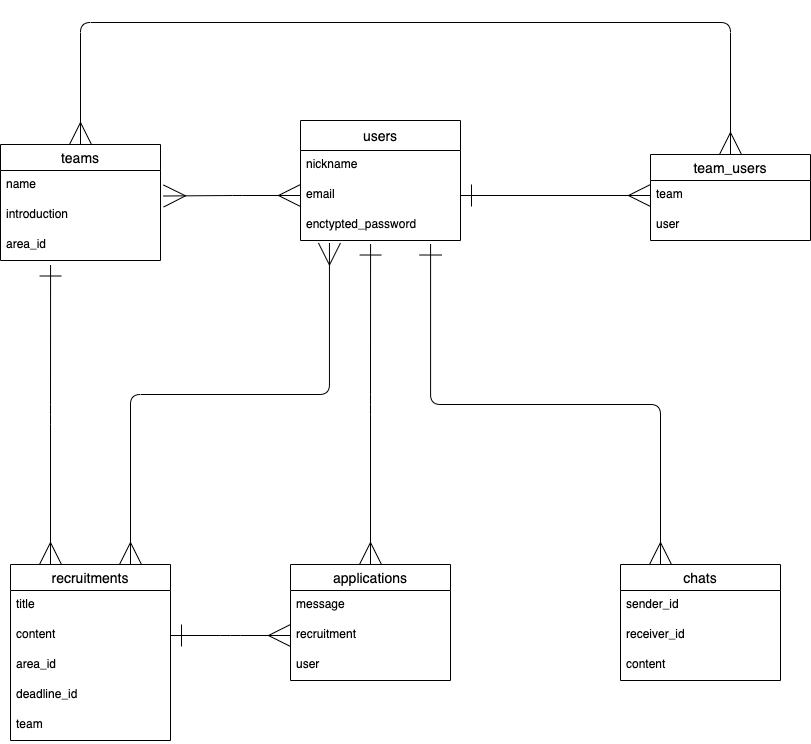 teams
name
introduction
area_id
users
nickname
email
enctypted_password
team_users
team
user
recruitments
title
content
area_id
deadline_id
team
applications
message
recruitment
user
chats
sender_id
receiver_id
content